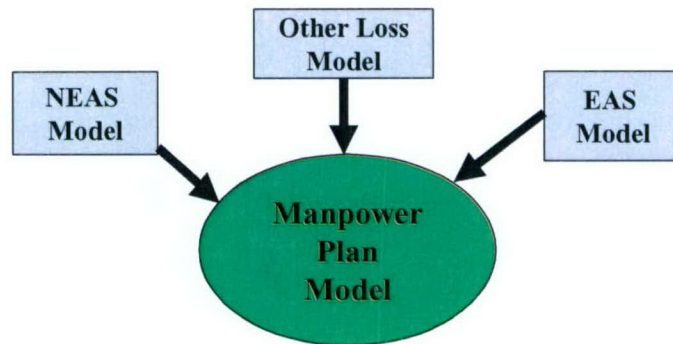 Other Loss
Model
NEAS
Model
EAS
Model
Manpower
Plan
Model